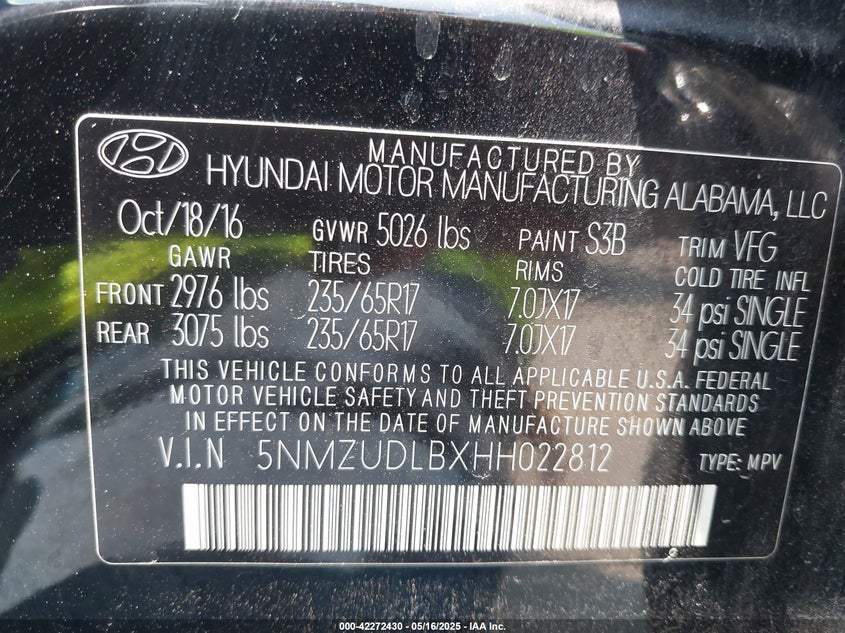 MANUFACTURED BY
HYUNDAI MOTOR MANUFACTURING ALABAMA, LLC
Oct/18/16 GVWR 5026 lbs PAINT S3B TRIM VFG
GAWR TIRES RIMS COLD TIRE INFL
FRONT 2976 lbs 235/65R17 7.0JX17 34 psi SINGLE
REAR 3075 lbs 235/65R17 7.0JX17 34 psi SINGLE
THIS VEHICLE CONFORMS TO ALL APPLICABLE U.S.A. FEDERAL
MOTOR VEHICLE SAFETY AND THEFT PREVENTION STANDARDS
IN EFFECT ON THE DATE OF MANUFACTURE SHOWN ABOVE.
V.I.N 5NMZUDLBXHH022812 TYPE: MPV
000-42272430 - 05/16/2025 - IAA Inc.